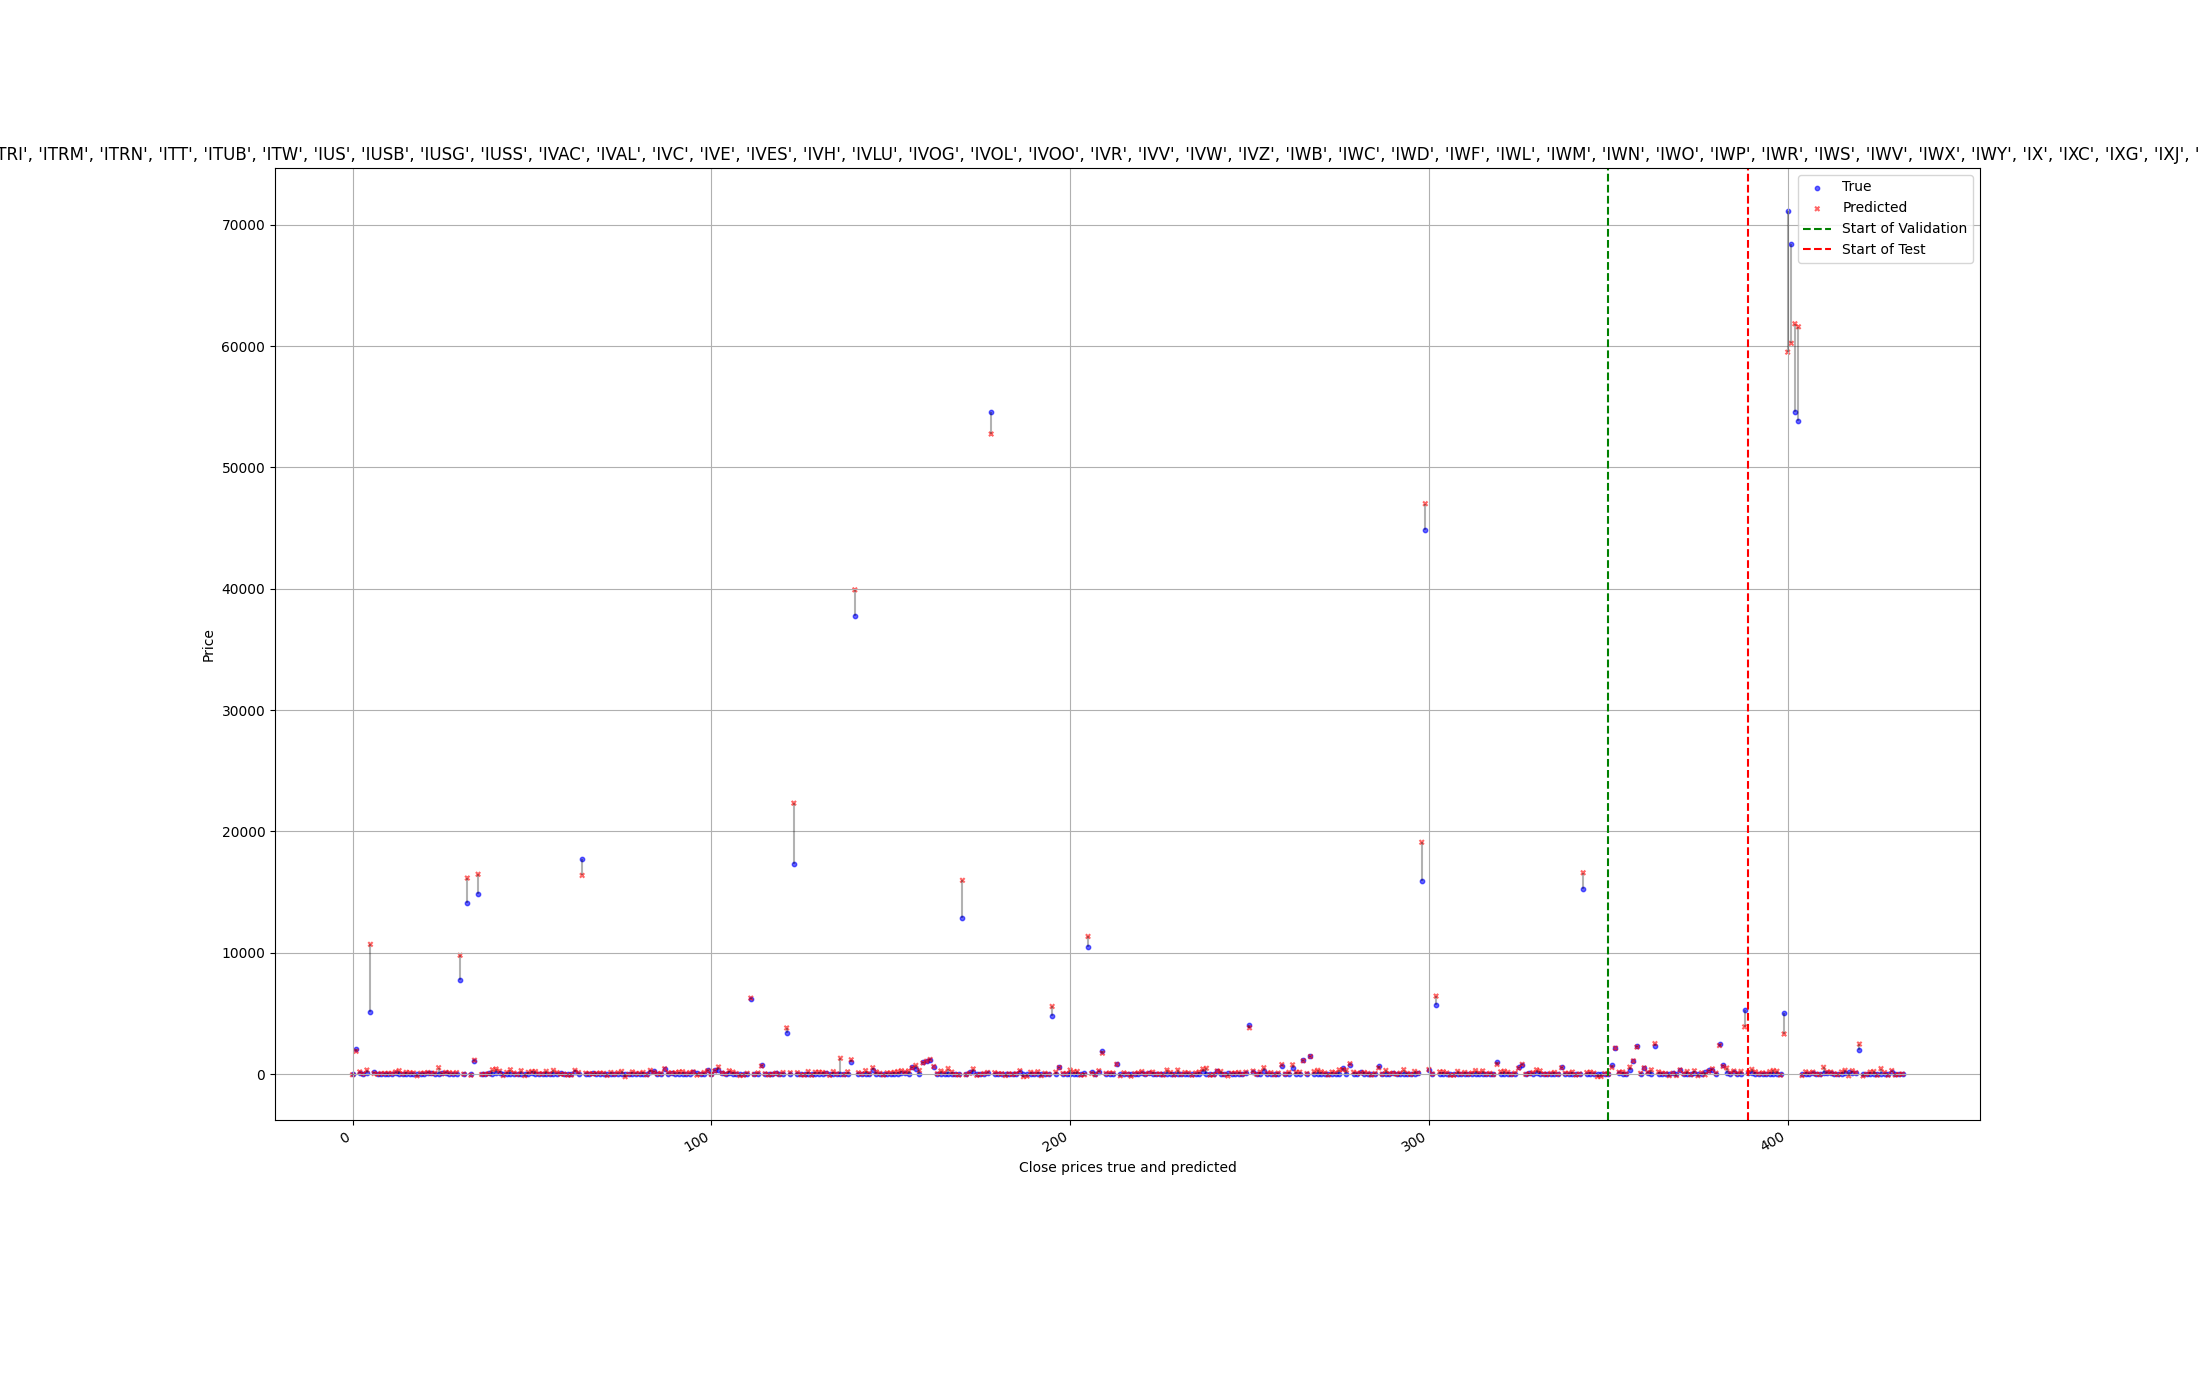 TRI', 'ITRM', 'ITRN', 'ITT', 'ITUB', 'ITW', 'IUS', 'IUSB', 'IUSG', 'IUSS', 'IVAC', 'IVAL', 'IVC', 'IVE', 'IVES', 'IVH', 'IVLU', 'IVOG', 'IVOL', 'IVOO', 'IVR', 'IVV', 'IVW', 'IVZ', 'IWB', 'IWC', 'IWD', 'IWF', 'IWL', 'IWM', 'IWN', 'IWO', 'IWP', 'IWR', 'IWS', 'IWV', 'IWX', 'IWY', 'IX', 'IXC', 'IXG', 'IXJ', '
True
Predicted
Start of Validation
Start of Test
70000
60000
50000
40000
30000
20000
10000
0
Price
0 100 200 300 400
Close prices true and predicted